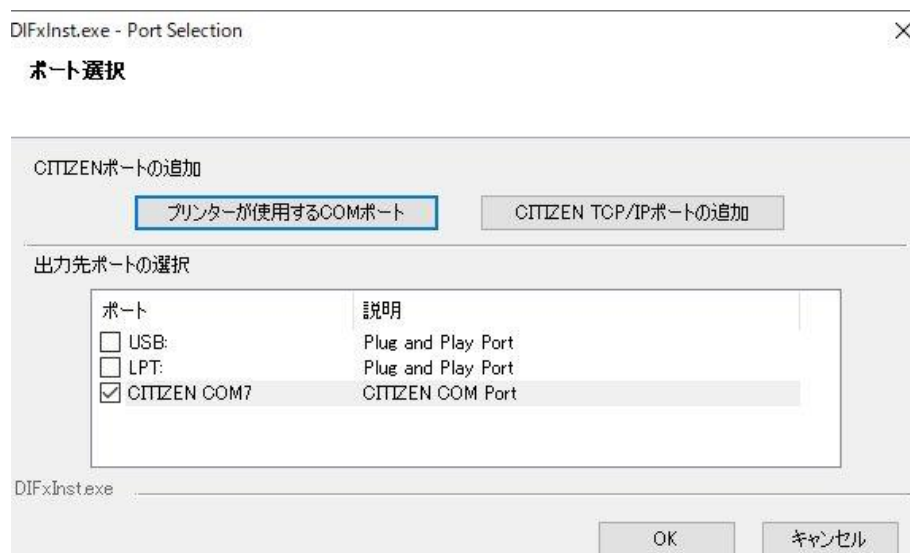 DIFxInst.exe - Port Selection
ポート選択
CITIZENポートの追加
プリンターが使用するCOMポート
CITIZEN TCP/IPポートの追加
出力先ポートの選択
ポート 説明
USB: Plug and Play Port
LPT: Plug and Play Port
CITIZEN COM7 CITIZEN COM Port
DIFxInst.exe
OK キャンセル